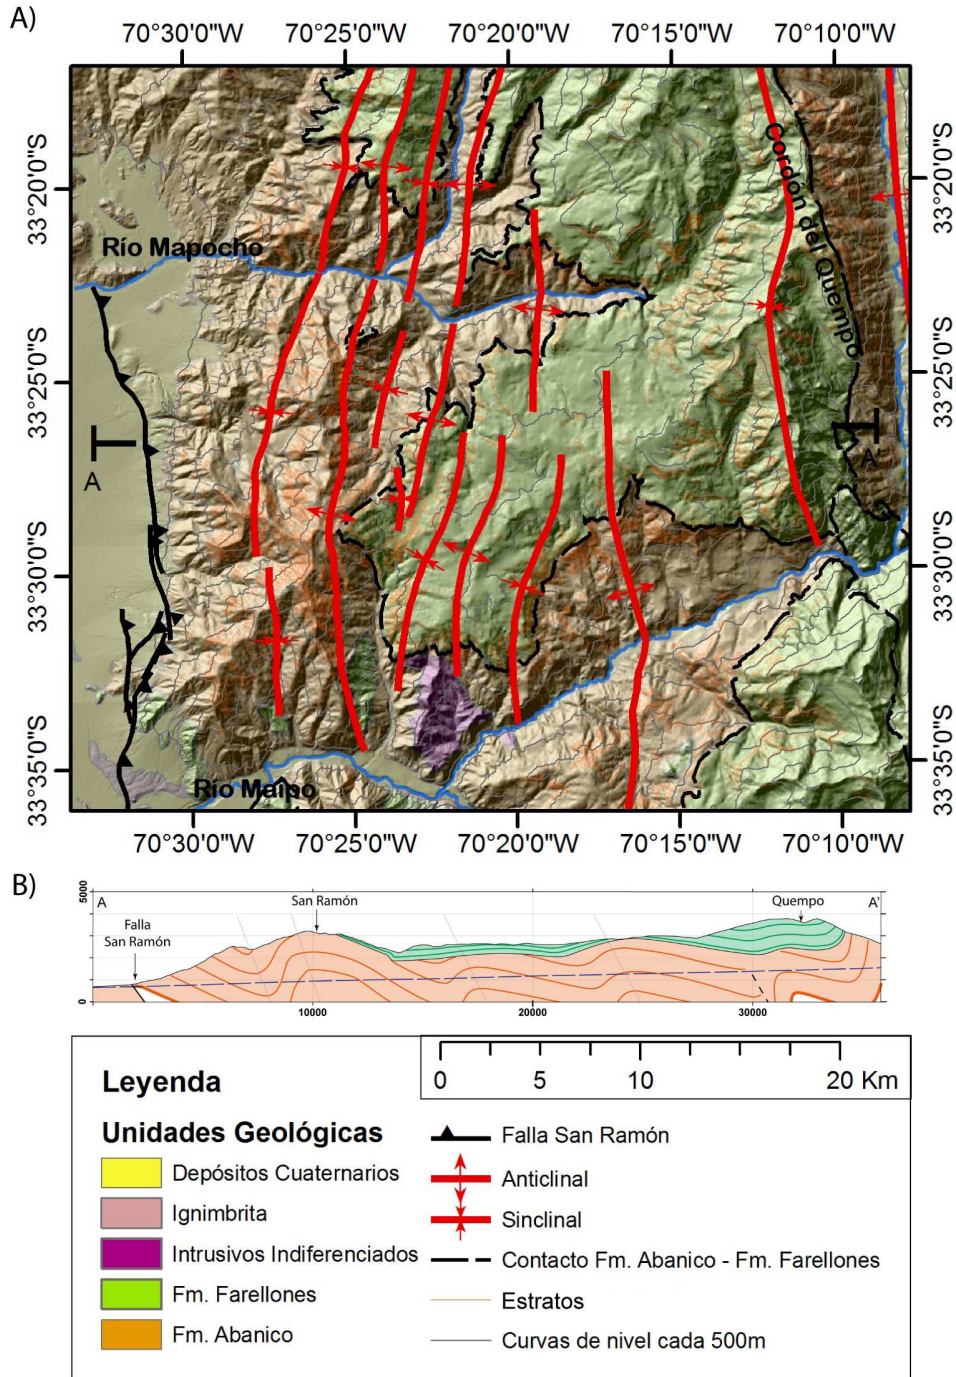 A)
70°30'0"W 70°25'0"W 70°20'0"W 70°15'0"W 70°10'0"W
33°20'0"S
33°25'0"S
33°30'0"S
33°35'0"S
33°20'0"S
33°25'0"S
33°30'0"S
33°35'0"S
Río Mapocho
Cordón del Quempo
A
A'
Río Maipo
70°30'0"W 70°25'0"W 70°20'0"W 70°15'0"W 70°10'0"W
B)
5000
0
A
Falla
San Ramón
San Ramón
Quempo
A'
10000 20000 30000
0 5 10 20 Km
Leyenda
Unidades Geológicas
Depósitos Cuaternarios
Ignimbrita
Intrusivos Indiferenciados
Fm. Farellones
Fm. Abanico
Falla San Ramón
Anticlinal
Sinclinal
Contacto Fm. Abanico - Fm. Farellones
Estratos
Curvas de nivel cada 500m